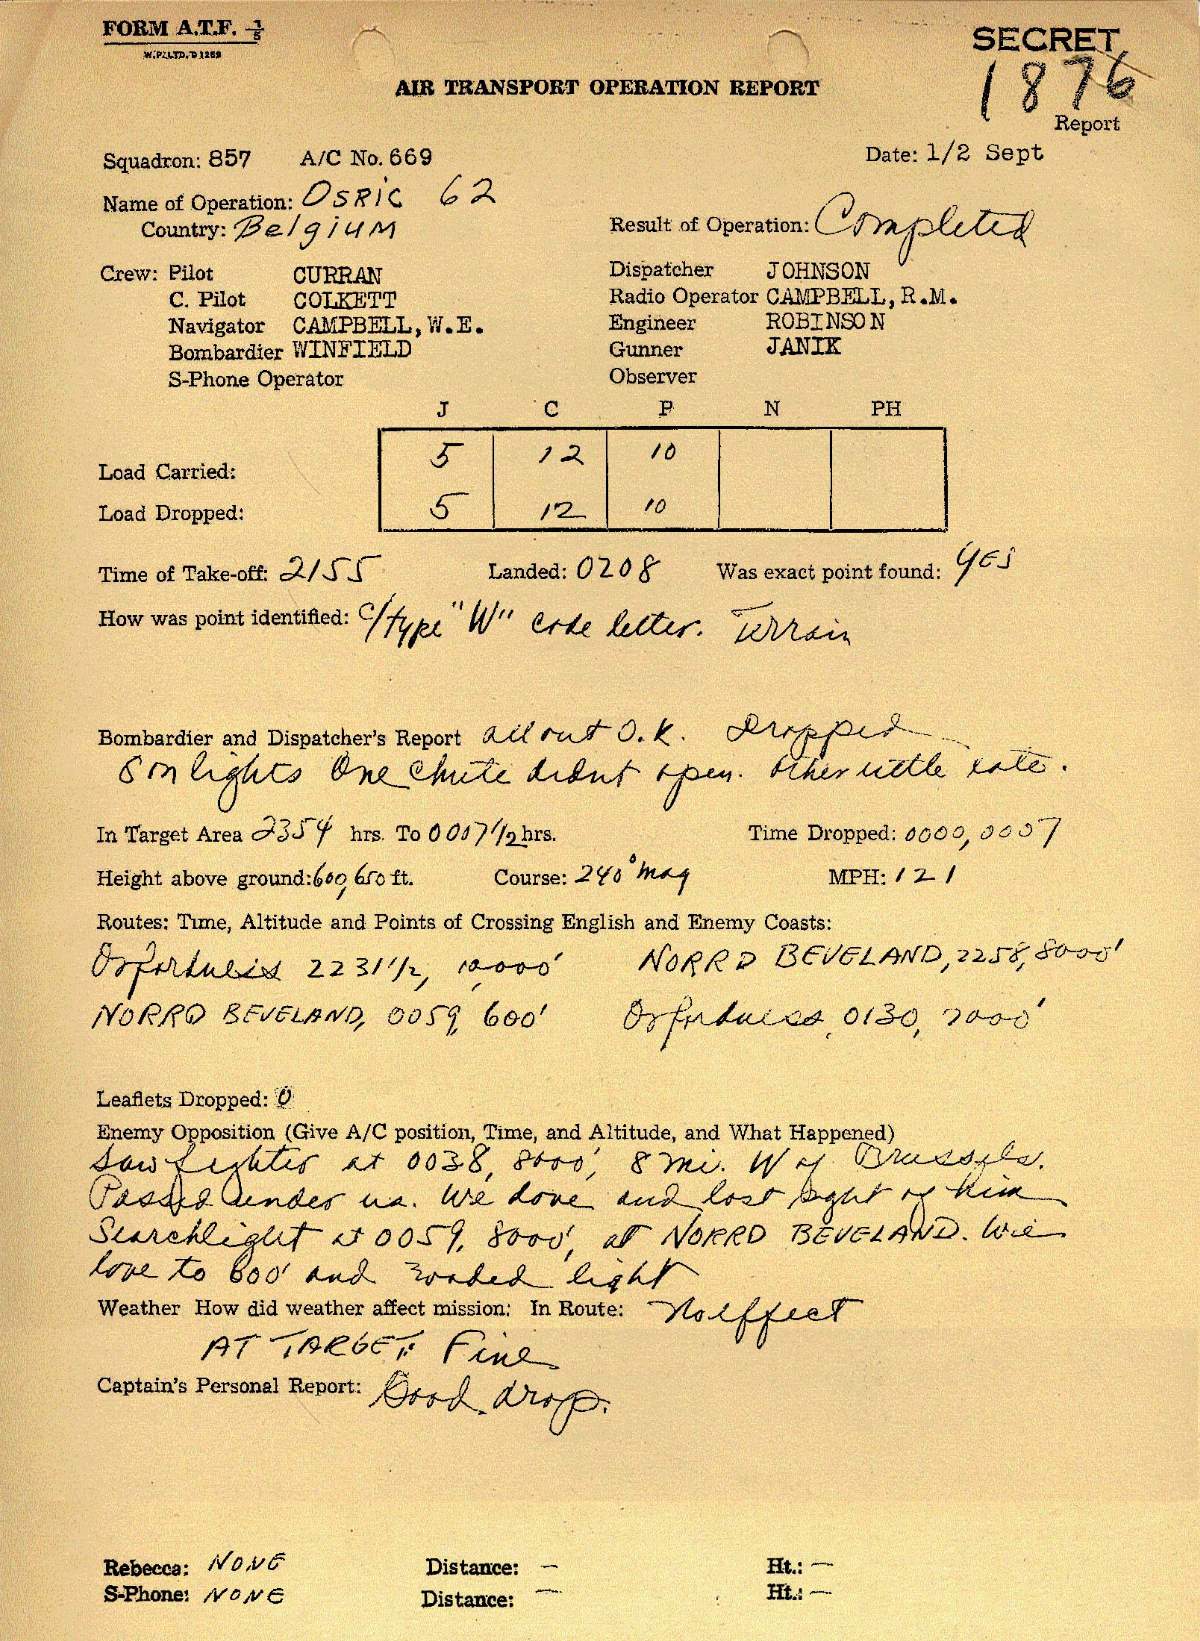 FORM A.T.F. 1/5
SECRET
W.P. LTD. D1269
1876
AIR TRANSPORT OPERATION REPORT
Report
Squadron: 857 A/C No. 669 Date: 1/2 Sept
Name of Operation: OSRIC 62
Country: Belgium Result of Operation: Completed
Crew: Pilot CURRAN Dispatcher JOHNSON
C. Pilot COLKETT Radio Operator CAMPBELL, R.M.
Navigator CAMPBELL, W.E. Engineer ROBINSON
Bombardier WINFIELD Gunner JANIK
S-Phone Operator Observer
J C P N PH
Load Carried: 5 12 10
Load Dropped: 5 12 10
Time of Take-off: 2155 Landed: 0208 Was exact point found: YES
How was point identified: C/type "W" code letter. Terrain
Bombardier and Dispatcher's Report All out O.K. Dropped
on lights One Chute didnt open. Other little late.
In Target Area 2354 hrs. To 0007 1/2 hrs. Time Dropped: 0000, 0007
Height above ground: 600, 650 ft. Course: 240° mag MPH: 121
Routes: Time, Altitude and Points of Crossing English and Enemy Coasts:
Orfordness 2231 1/2, 10,000' NORRD BEVELAND, 2258, 8000'
NORRD BEVELAND, 0059, 600' Orfordness, 0130, 2000'
Leaflets Dropped: 0
Enemy Opposition (Give A/C position, Time, and Altitude, and What Happened)
Saw fighter at 0038, 8000', 8 mi. W of Brussels.
Passed under us. We dove and lost sight of him
Searchlight at 0059, 8000', at NORRD BEVELAND. We
dove to 600' and light
Weather How did weather affect mission: In Route: No effect
AT TARGET: Fine
Captain's Personal Report: Good drop.
Rebecca: NONE Distance: — Ht.: —
S-Phone: NONE Distance: — Ht.: —